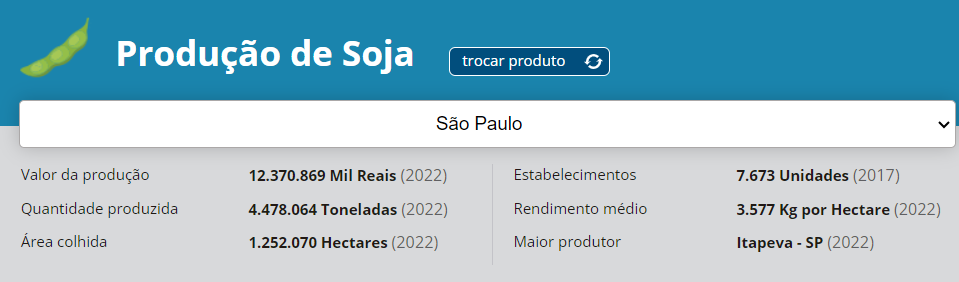 Produção de Soja
trocar produto
São Paulo
Valor da produção 12.370.869 Mil Reais (2022)
Quantidade produzida 4.478.064 Toneladas (2022)
Área colhida 1.252.070 Hectares (2022)
Estabelecimentos 7.673 Unidades (2017)
Rendimento médio 3.577 Kg por Hectare (2022)
Maior produtor Itapeva - SP (2022)